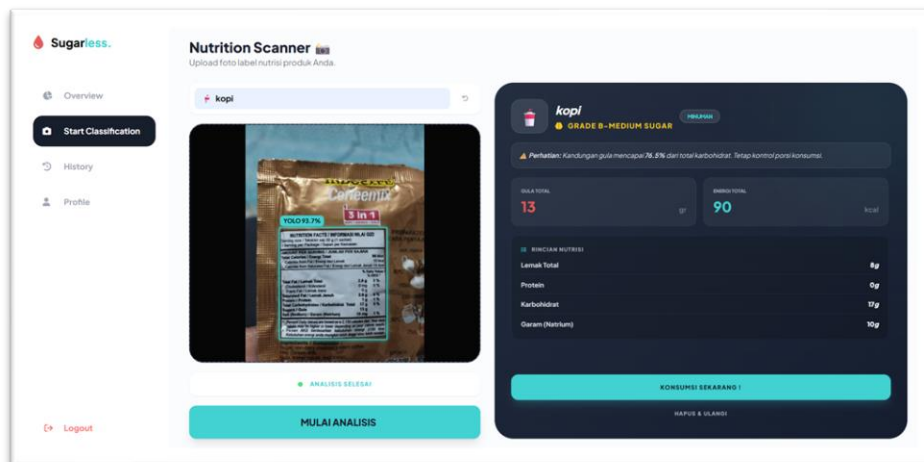 Sugarless.
Overview
Start Classification
History
Profile
Logout
Nutrition Scanner
Upload foto label nutrisi produk Anda.
kopi
Coffeemix
3 in 1
YOLO 93.7%
NUTRITION FACTS / INFORMASI NILAI GIZI
ANALISIS SELESAI
MULAI ANALISIS
kopi
MINUMAN
GRADE B-MEDIUM SUGAR
Perhatian: Kandungan gula mencapai 76.5% dari total karbohidrat. Tetap kontrol porsi konsumsi.
GULA TOTAL
13 gr
ENERGI TOTAL
90 kcal
RINCIAN NUTRISI
Lemak Total 8g
Protein 0g
Karbohidrat 17g
Garam (Natrium) 10g
KONSUMSI SEKARANG !
HAPUS & ULANGI